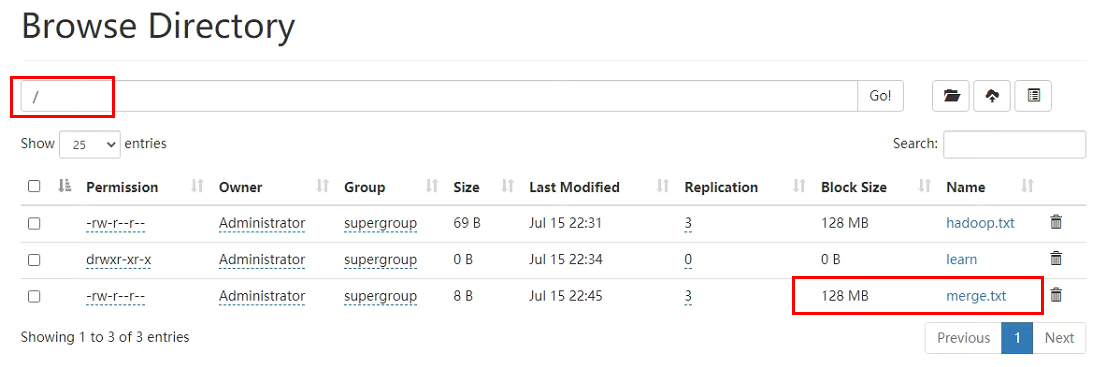 Browse Directory
/ Go!
Show 25 entries Search:
Permission Owner Group Size Last Modified Replication Block Size Name
-rw-r--r-- Administrator supergroup 69 B Jul 15 22:31 3 128 MB hadoop.txt
drwxr-xr-x Administrator supergroup 0 B Jul 15 22:34 0 0 B learn
-rw-r--r-- Administrator supergroup 8 B Jul 15 22:45 3 128 MB merge.txt
Showing 1 to 3 of 3 entries Previous 1 Next